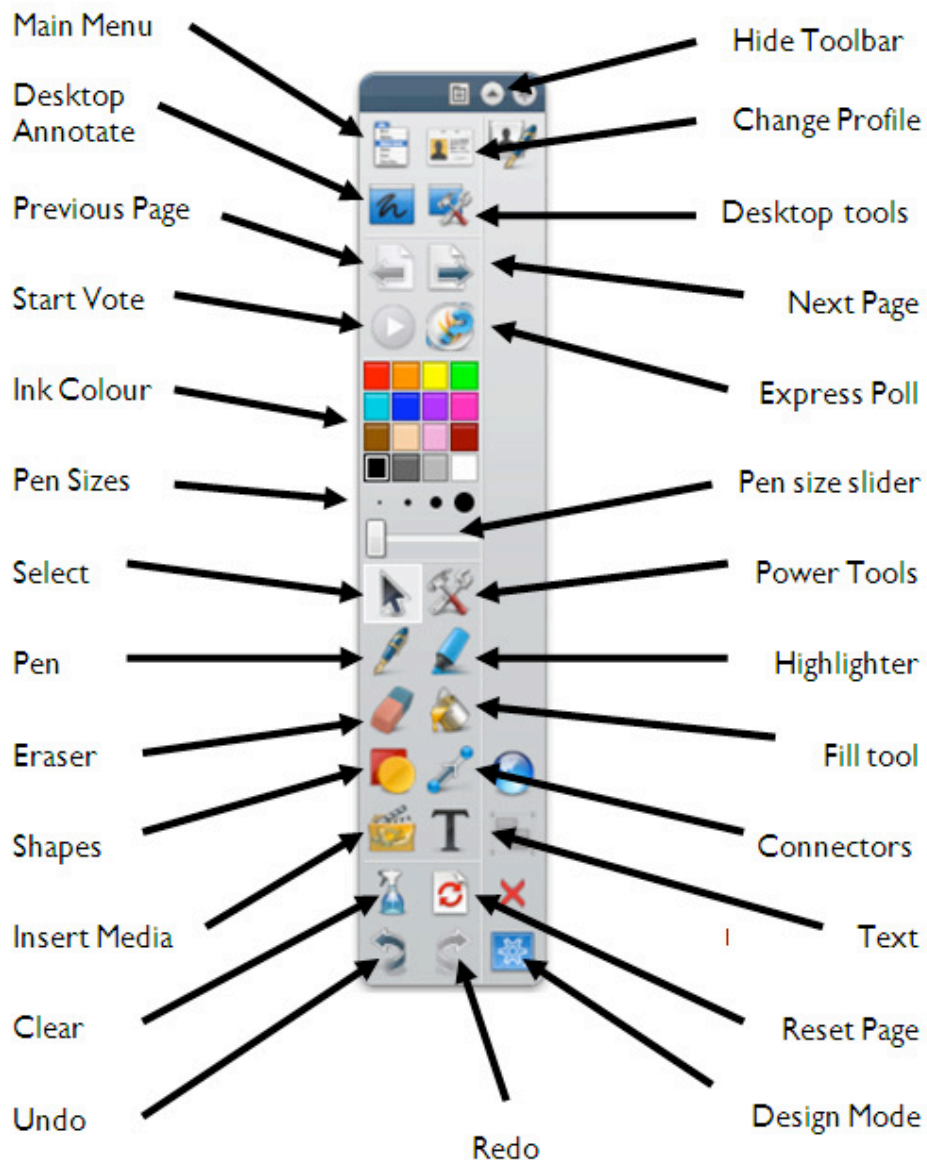 Main Menu
Hide Toolbar
Desktop
Annotate
Change Profile
Previous Page
Desktop tools
Start Vote
Next Page
Ink Colour
Express Poll
Pen Sizes
Pen size slider
Select
Power Tools
Pen
Highlighter
Eraser
Fill tool
Shapes
Connectors
T
Insert Media
Text
Clear
Reset Page
Undo
Design Mode
Redo